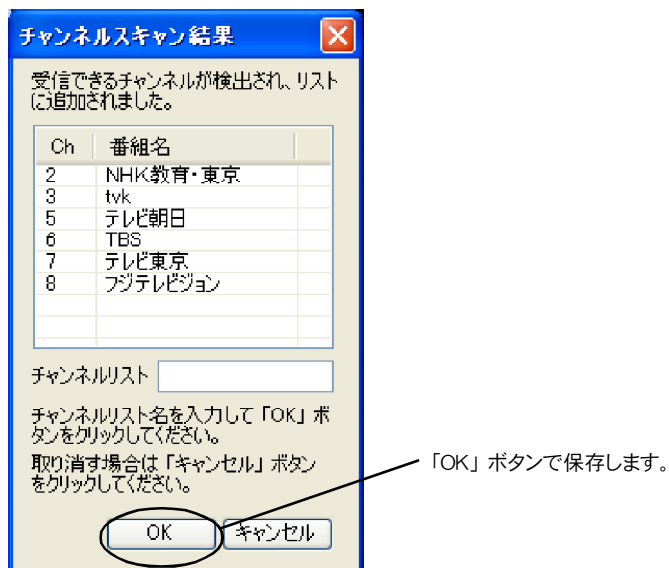 チャンネルスキャン結果
受信できるチャンネルが検出され、リスト
に追加されました。
Ch 番組名
2 NHK教育・東京
3 tvk
5 テレビ朝日
6 TBS
7 テレビ東京
8 フジテレビジョン
チャンネルリスト
チャンネルリスト名を入力して「OK」ボ
タンをクリックしてください。
取り消す場合は「キャンセル」ボタン
をクリックしてください。
「OK」ボタンで保存します。
OK キャンセル